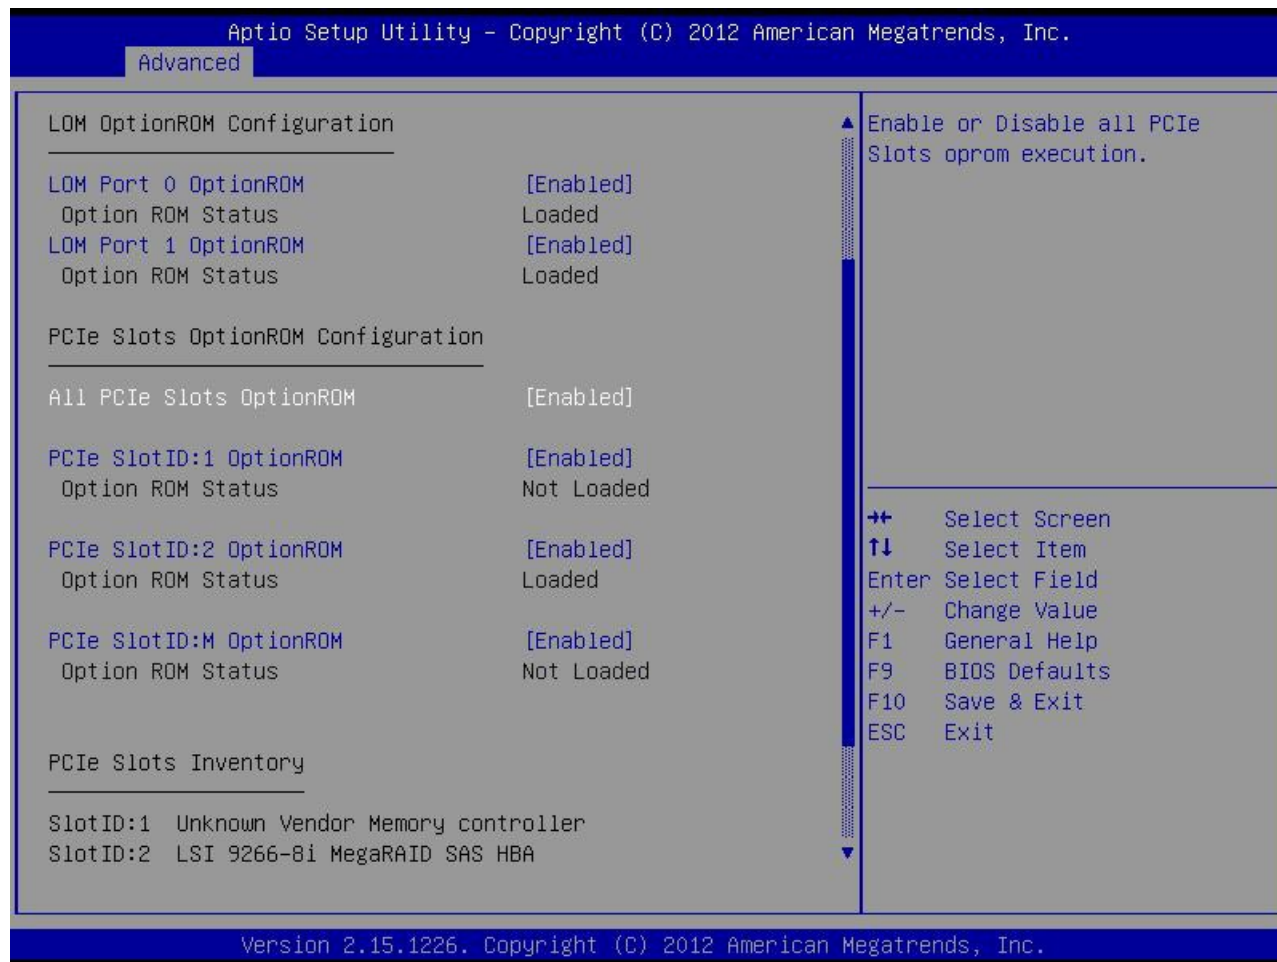 Aptio Setup Utility – Copyright (C) 2012 American Megatrends, Inc.
Advanced
LOM OptionROM Configuration
LOM Port 0 OptionROM [Enabled]
Option ROM Status Loaded
LOM Port 1 OptionROM [Enabled]
Option ROM Status Loaded
PCIe Slots OptionROM Configuration
All PCIe Slots OptionROM [Enabled]
PCIe SlotID:1 OptionROM [Enabled]
Option ROM Status Not Loaded
PCIe SlotID:2 OptionROM [Enabled]
Option ROM Status Loaded
PCIe SlotID:M OptionROM [Enabled]
Option ROM Status Not Loaded
PCIe Slots Inventory
SlotID:1 Unknown Vendor Memory controller
SlotID:2 LSI 9266-8i MegaRAID SAS HBA
Enable or Disable all PCIe
Slots oprom execution.
→← Select Screen
↑↓ Select Item
Enter Select Field
+/- Change Value
F1 General Help
F9 BIOS Defaults
F10 Save & Exit
ESC Exit
Version 2.15.1226. Copyright (C) 2012 American Megatrends, Inc.